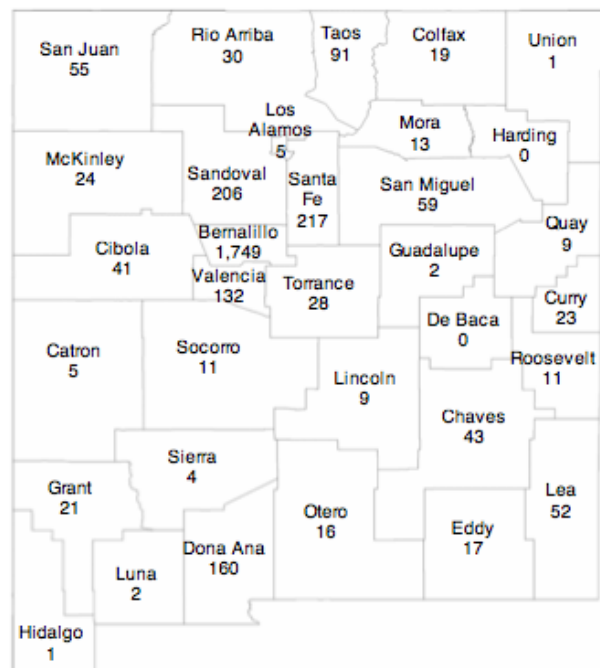 San Juan
55
Rio Arriba
30
Taos
91
Colfax
19
Union
1
Los
Alamos
5
Mora
13
Harding
0
McKinley
24
Sandoval
206
Santa
Fe
217
San Miguel
59
Quay
9
Cibola
41
Bernalillo
1,749
Valencia
132
Torrance
28
Guadalupe
2
Curry
23
De Baca
0
Roosevelt
11
Catron
5
Socorro
11
Lincoln
9
Chaves
43
Sierra
4
Grant
21
Lea
52
Otero
16
Eddy
17
Dona Ana
160
Luna
2
Hidalgo
1